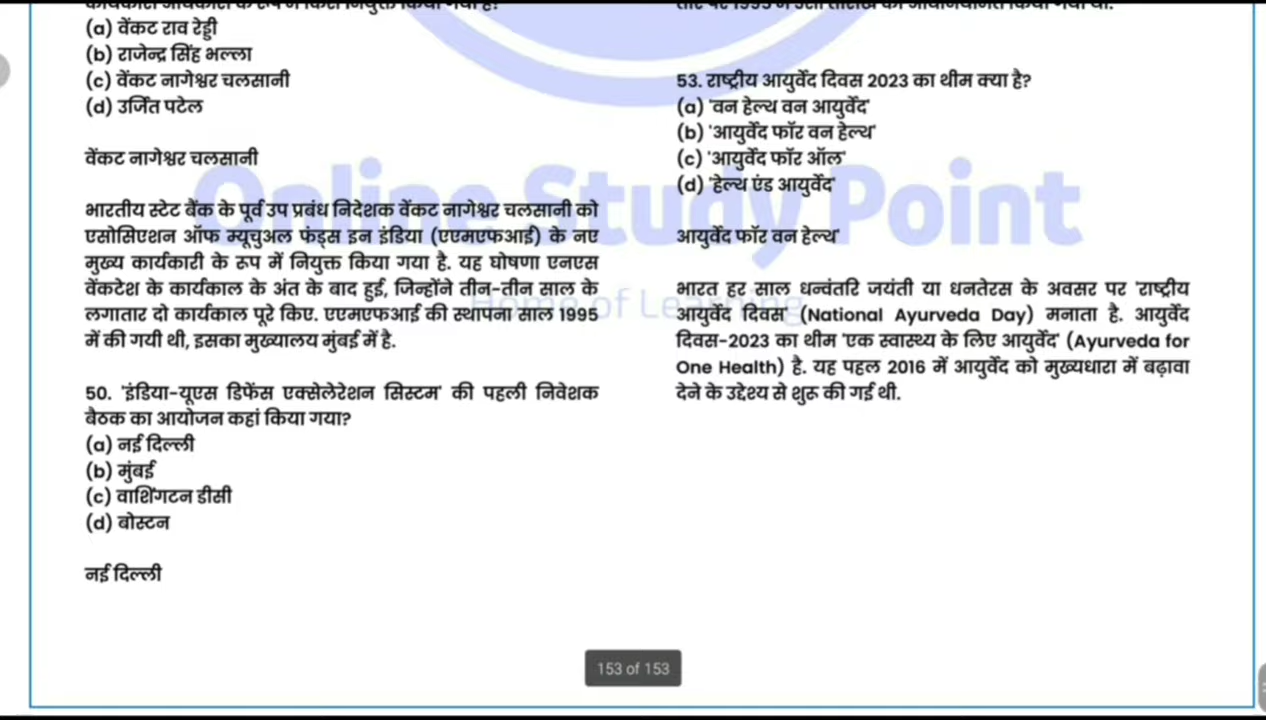 (a) वेंकट राव रेड्डी
(b) राजेन्द्र सिंह भल्ला
(c) वेंकट नागेश्वर चलसानी
(d) उर्जित पटेल
वेंकट नागेश्वर चलसानी
भारतीय स्टेट बैंक के पूर्व उप प्रबंध निदेशक वेंकट नागेश्वर चलसानी को
एसोसिएशन ऑफ म्यूचुअल फंड्स इन इंडिया (एएमएफआई) के नए
मुख्य कार्यकारी के रूप में नियुक्त किया गया है. यह घोषणा एनएस
वेंकटेश के कार्यकाल के अंत के बाद हुई, जिन्होंने तीन-तीन साल के
लगातार दो कार्यकाल पूरे किए. एएमएफआई की स्थापना साल 1995
में की गयी थी, इसका मुख्यालय मुंबई में है.
50. 'इंडिया-यूएस डिफेंस एक्सेलेरेशन सिस्टम' की पहली निवेशक
बैठक का आयोजन कहां किया गया?
(a) नई दिल्ली
(b) मुंबई
(c) वाशिंगटन डीसी
(d) बोस्टन
नई दिल्ली
53. राष्ट्रीय आयुर्वेद दिवस 2023 का थीम क्या है?
(a) 'वन हेल्थ वन आयुर्वेद'
(b) 'आयुर्वेद फॉर वन हेल्थ'
(c) 'आयुर्वेद फॉर ऑल'
(d) 'हेल्थ एंड आयुर्वेद'
आयुर्वेद फॉर वन हेल्थ'
भारत हर साल धन्वंतरि जयंती या धनतेरस के अवसर पर 'राष्ट्रीय
आयुर्वेद दिवस' (National Ayurveda Day) मनाता है. आयुर्वेद
दिवस-2023 का थीम 'एक स्वास्थ्य के लिए आयुर्वेद' (Ayurveda for
One Health) है. यह पहल 2016 में आयुर्वेद को मुख्यधारा में बढ़ावा
देने के उद्देश्य से शुरू की गई थी.
Online Study Point
Home of Learning
153 of 153